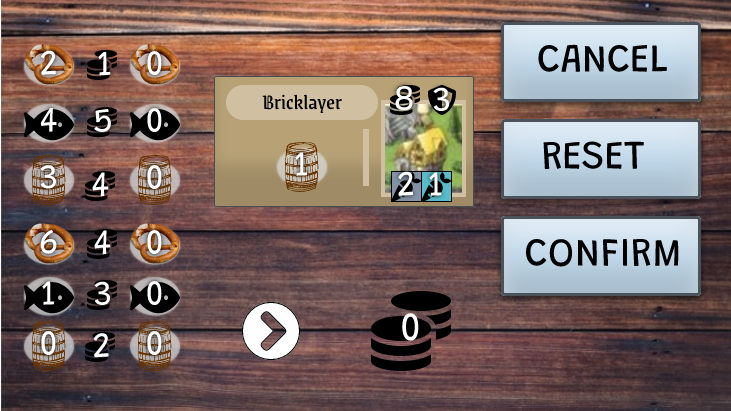 2 1 0
4 5 0
3 4 0
6 4 0
1 3 0
0 2 0
Bricklayer
8 3
1
2 1
0
CANCEL
RESET
CONFIRM